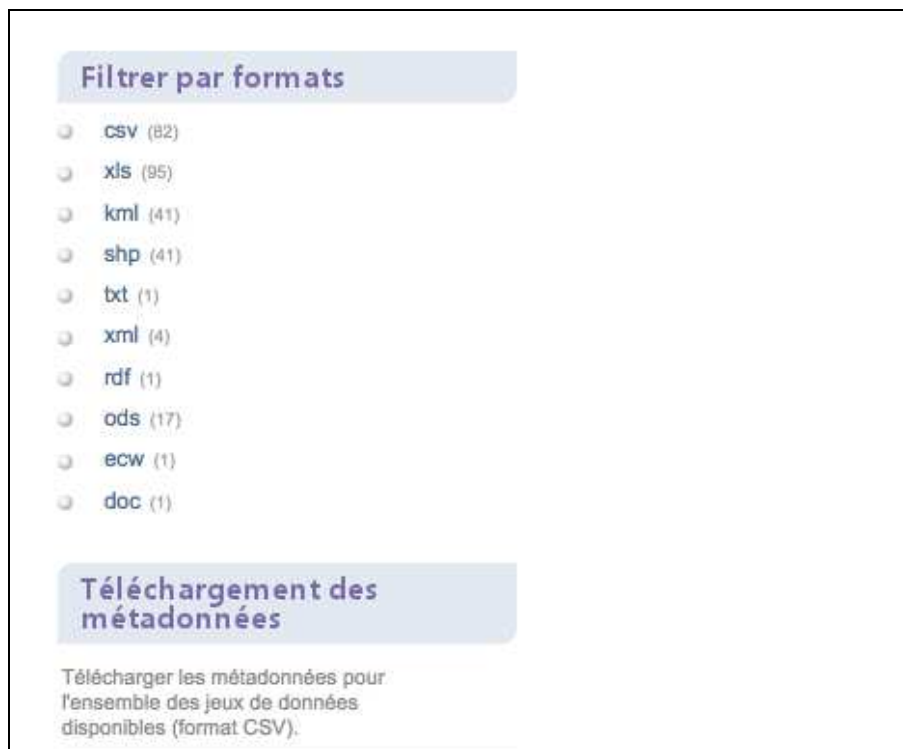 Filtrer par formats
csv (82)
xls (95)
kml (41)
shp (41)
txt (1)
xml (4)
rdf (1)
ods (17)
ecw (1)
doc (1)
Téléchargement des
métadonnées
Télécharger les métadonnées pour
l'ensemble des jeux de données
disponibles (format CSV).